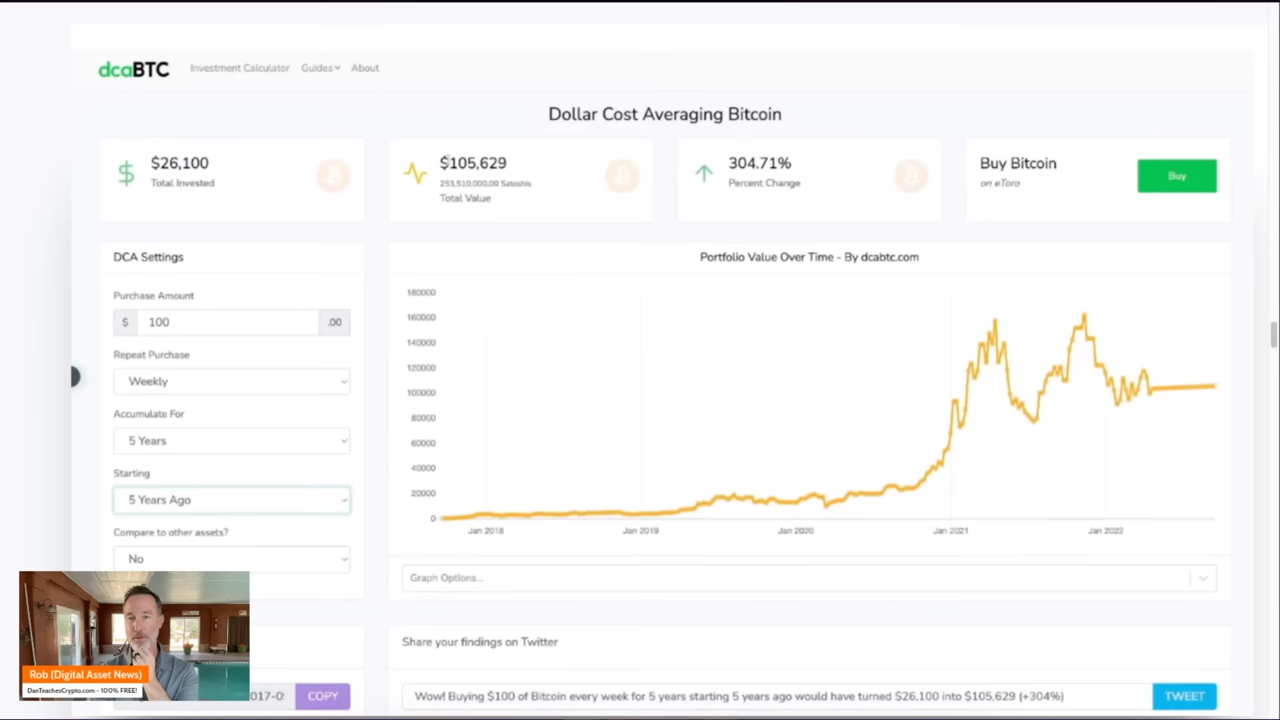 dcaBTC Investment Calculator Guides About
Dollar Cost Averaging Bitcoin
$26,100
Total Invested
$105,629
253,510,000.00 Satoshis
Total Value
304.71%
Percent Change
Buy Bitcoin
on eToro
Buy
DCA Settings
Purchase Amount
$ 100 .00
Repeat Purchase
Weekly
Accumulate For
5 Years
Starting
5 Years Ago
Compare to other assets?
No
Portfolio Value Over Time - By dcabtc.com
180000
160000
140000
120000
100000
80000
60000
40000
20000
0
Jan 2018 Jan 2019 Jan 2020 Jan 2021 Jan 2022
Graph Options...
Share your findings on Twitter
Wow! Buying $100 of Bitcoin every week for 5 years starting 5 years ago would have turned $26,100 into $105,629 (+304%)
TWEET
COPY
Rob (Digital Asset News)
DanTeachesCrypto.com - 100% FREE!